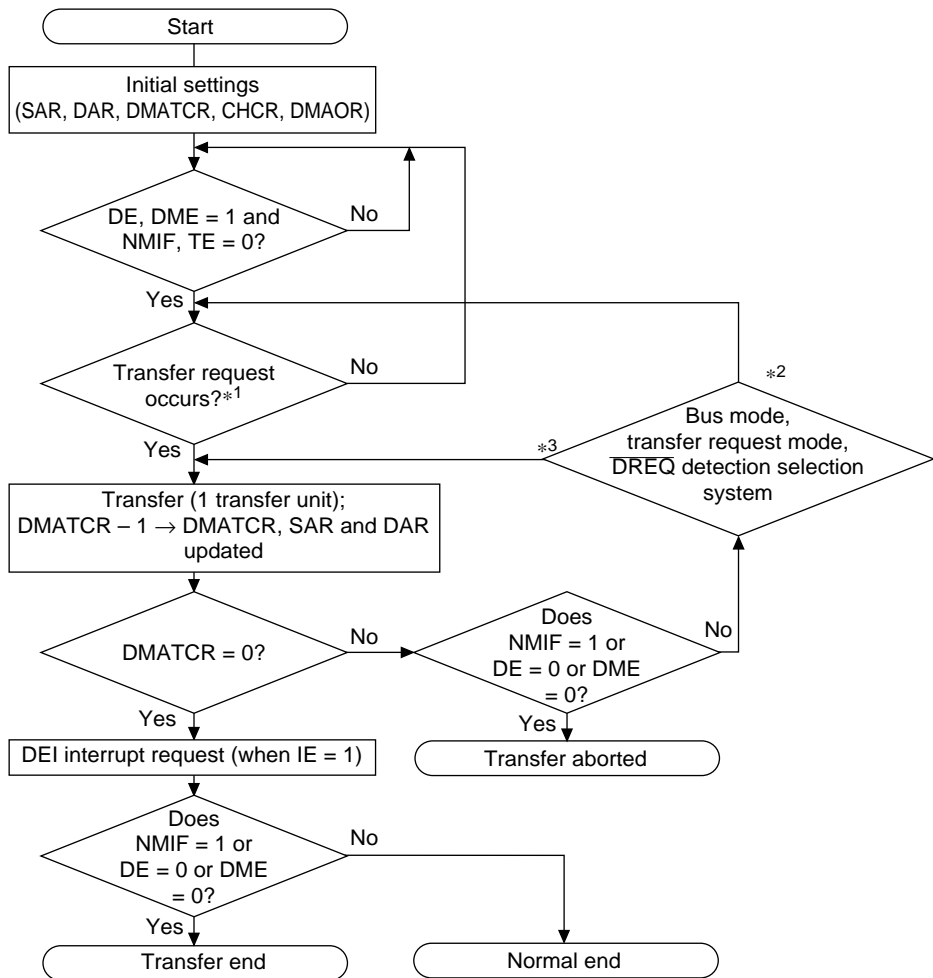 Start
Initial settings
(SAR, DAR, DMATCR, CHCR, DMAOR)
DE, DME = 1 and
NMIF, TE = 0?
No
Yes
Transfer request
occurs?*1
No
Yes
*2
Bus mode,
transfer request mode,
DREQ detection selection
system
*3
Transfer (1 transfer unit);
DMATCR – 1 → DMATCR, SAR and DAR
updated
DMATCR = 0?
No
Yes
Does
NMIF = 1 or
DE = 0 or DME
= 0?
No
Yes
Transfer aborted
DEI interrupt request (when IE = 1)
Does
NMIF = 1 or
DE = 0 or DME
= 0?
No
Yes
Transfer end
Normal end